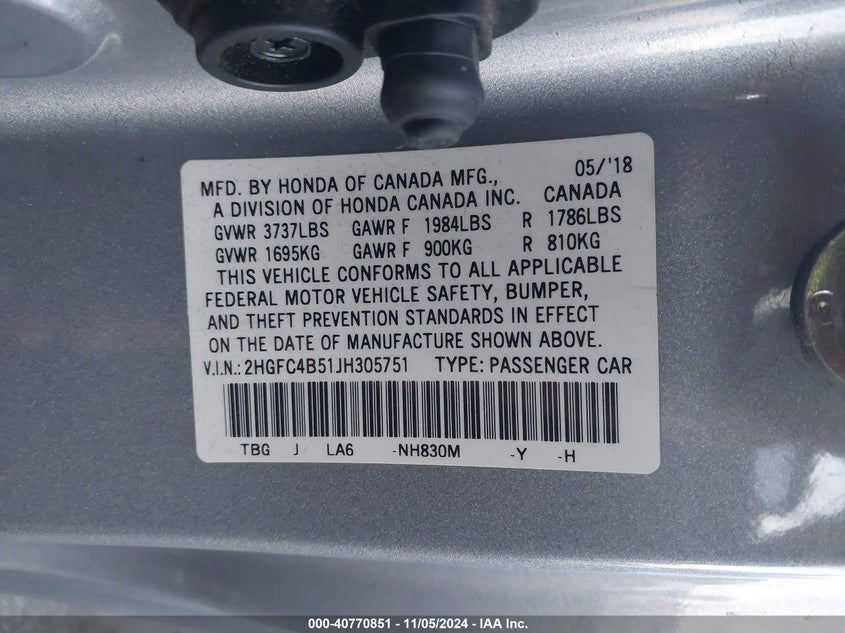 MFD. BY HONDA OF CANADA MFG., 05/'18
A DIVISION OF HONDA CANADA INC. CANADA
GVWR 3737LBS GAWR F 1984LBS R 1786LBS
GVWR 1695KG GAWR F 900KG R 810KG
THIS VEHICLE CONFORMS TO ALL APPLICABLE
FEDERAL MOTOR VEHICLE SAFETY, BUMPER,
AND THEFT PREVENTION STANDARDS IN EFFECT
ON THE DATE OF MANUFACTURE SHOWN ABOVE.
V.I.N.: 2HGFC4B51JH305751 TYPE: PASSENGER CAR
TBG J LA6 -NH830M -Y -H
000-40770851 - 11/05/2024 - IAA Inc.